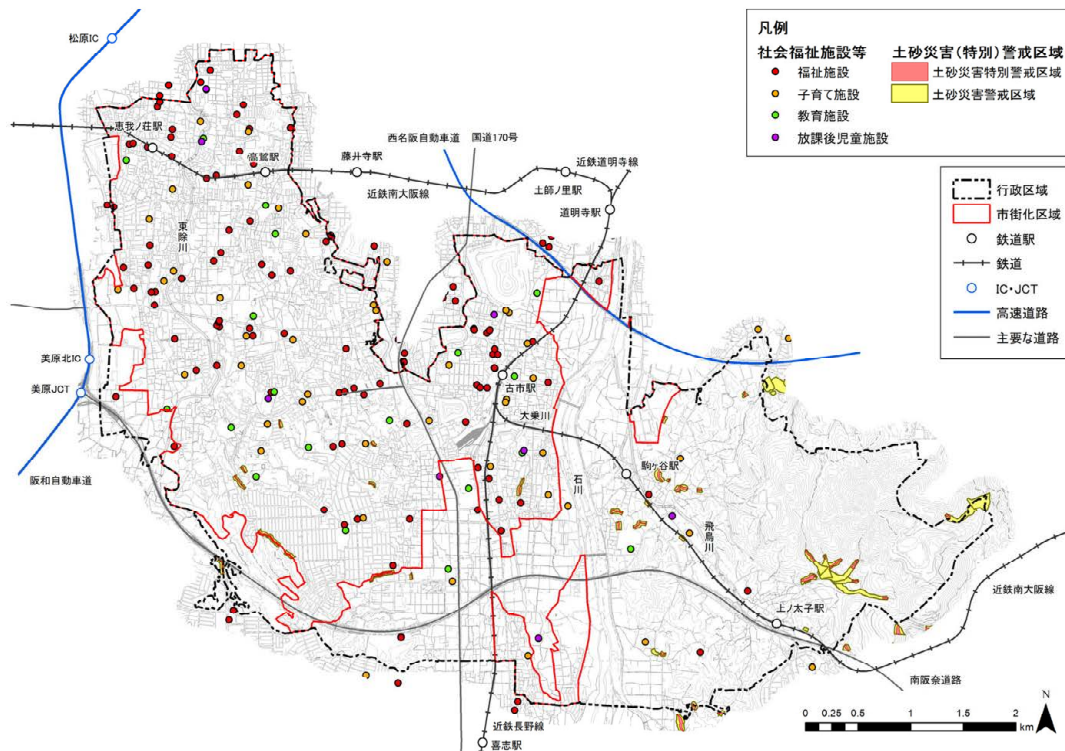 凡例
社会福祉施設等
福祉施設
子育て施設
教育施設
放課後児童施設
土砂災害(特別)警戒区域
土砂災害特別警戒区域
土砂災害警戒区域
行政区域
市街化区域
鉄道駅
鉄道
IC・JCT
高速道路
主要な道路
松原IC
恵我ノ荘駅
高鷲駅
藤井寺駅
西名阪自動車道
国道170号
近鉄道明寺線
土師ノ里駅
近鉄南大阪線
道明寺駅
東除川
美原北IC
美原JCT
古市駅
大乗川
阪和自動車道
石川
駒ヶ谷駅
飛鳥川
上ノ太子駅
近鉄南大阪線
南阪奈道路
近鉄長野線
喜志駅
N
0 0.25 0.5 1 1.5 2
km